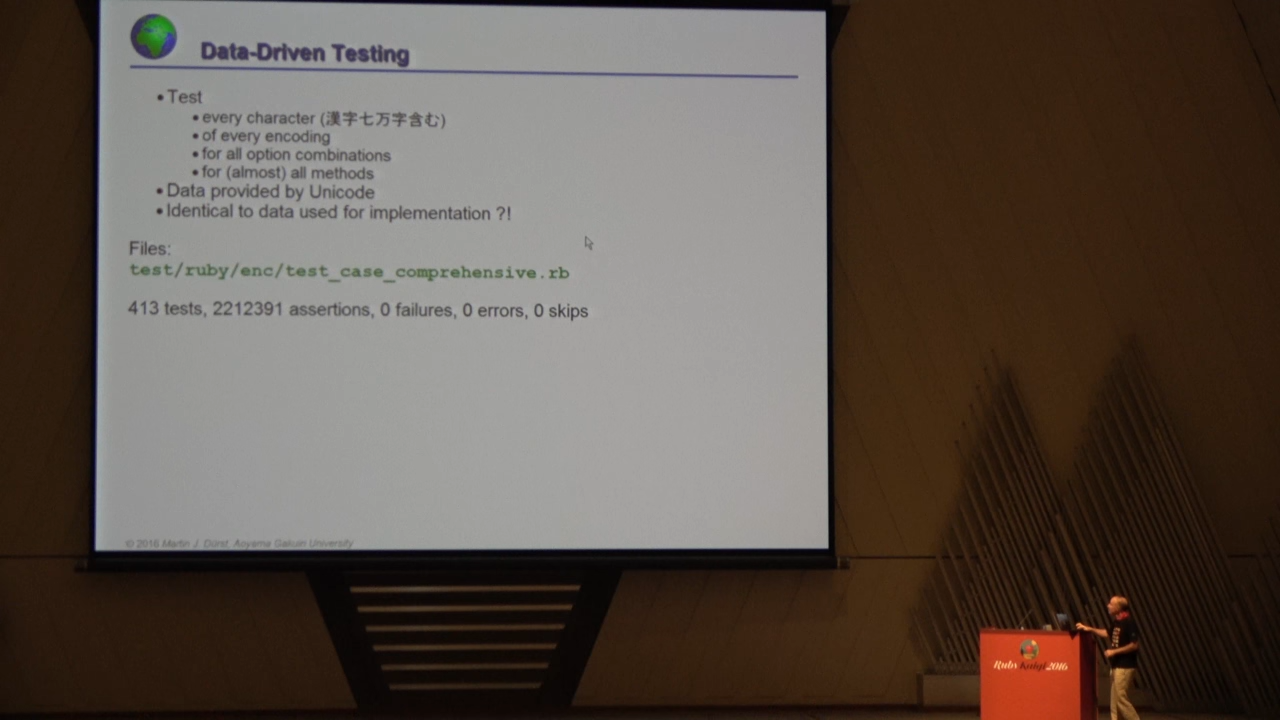 Data-Driven Testing
• Test
• every character (漢字七万字含む)
• of every encoding
• for all option combinations
• for (almost) all methods
• Data provided by Unicode
• Identical to data used for implementation ?!
Files:
test/ruby/enc/test_case_comprehensive.rb
413 tests, 2212391 assertions, 0 failures, 0 errors, 0 skips
© 2016 Martin J. Dürst, Aoyama Gakuin University
RubyKaigi 2016